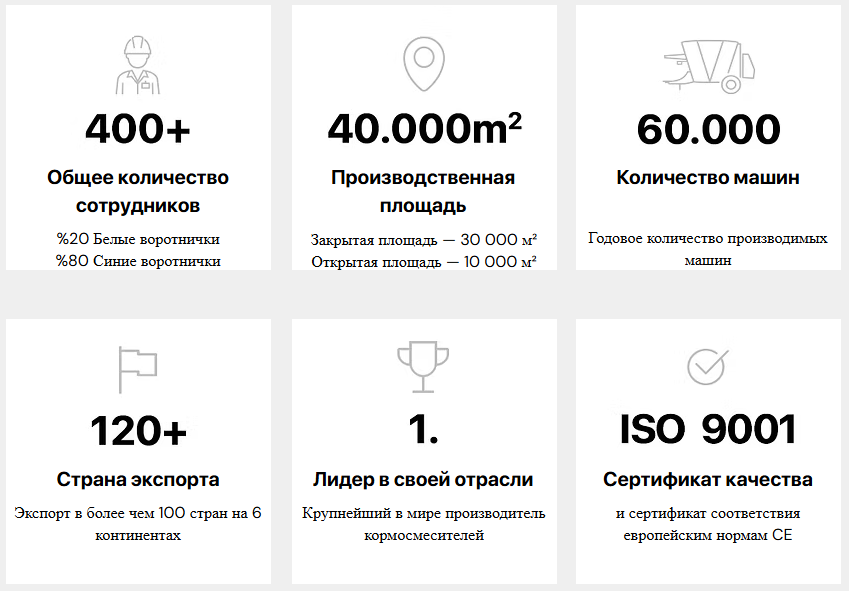 400+
Общее количество
сотрудников
%20 Белые воротнички
%80 Синие воротнички
40.000m²
Производственная
площадь
Закрытая площадь — 30 000 м²
Открытая площадь — 10 000 м²
60.000
Количество машин
Годовое количество производимых
машин
120+
Страна экспорта
Экспорт в более чем 100 стран на 6
континентах
1.
Лидер в своей отрасли
Крупнейший в мире производитель
кормосмесителей
ISO 9001
Сертификат качества
и сертификат соответствия
европейским нормам CE